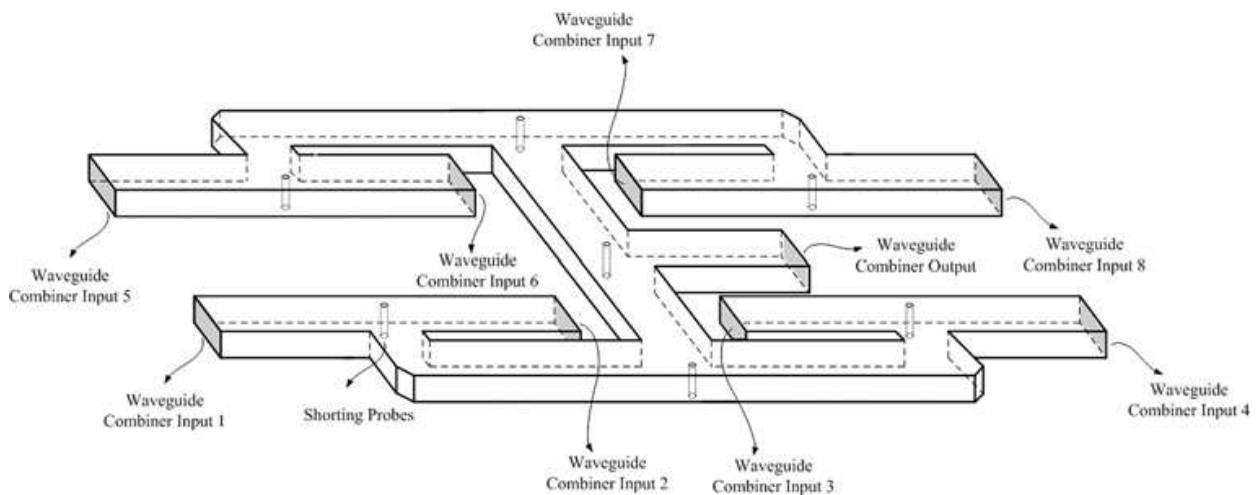 Waveguide
Combiner Input 7
Waveguide
Combiner Input 5
Waveguide
Combiner Input 6
Waveguide
Combiner Output
Waveguide
Combiner Input 8
Waveguide
Combiner Input 1
Shorting Probes
Waveguide
Combiner Input 2
Waveguide
Combiner Input 3
Waveguide
Combiner Input 4